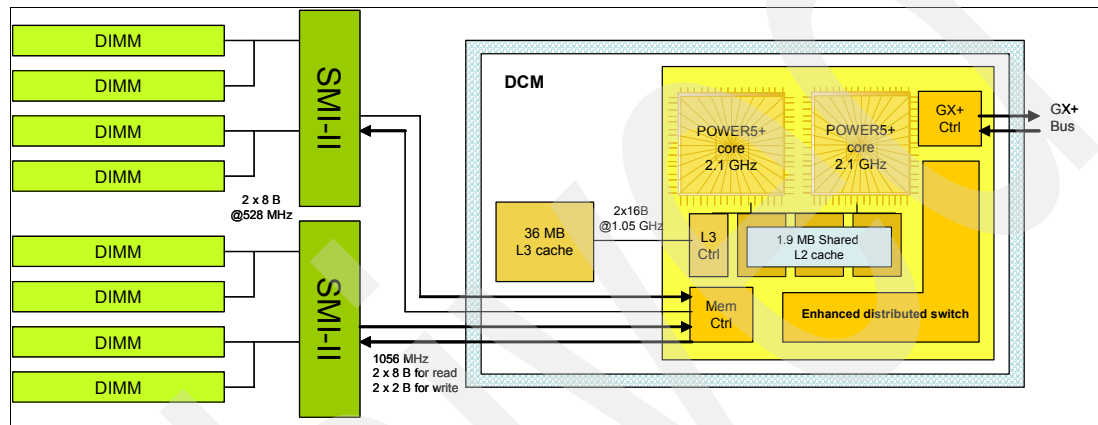 DIMM
DIMM
DIMM
DIMM
SMI-II
2 x 8 B
@528 MHz
DIMM
DIMM
DIMM
DIMM
SMI-II
1056 MHz
2 x 8 B for read
2 x 2 B for write
DCM
POWER5+
core
2.1 GHz
POWER5+
core
2.1 GHz
GX+
Ctrl
GX+
Bus
36 MB
L3 cache
2x16B
@1.05 GHz
L3
Ctrl
1.9 MB Shared
L2 cache
Mem
Ctrl
Enhanced distributed switch